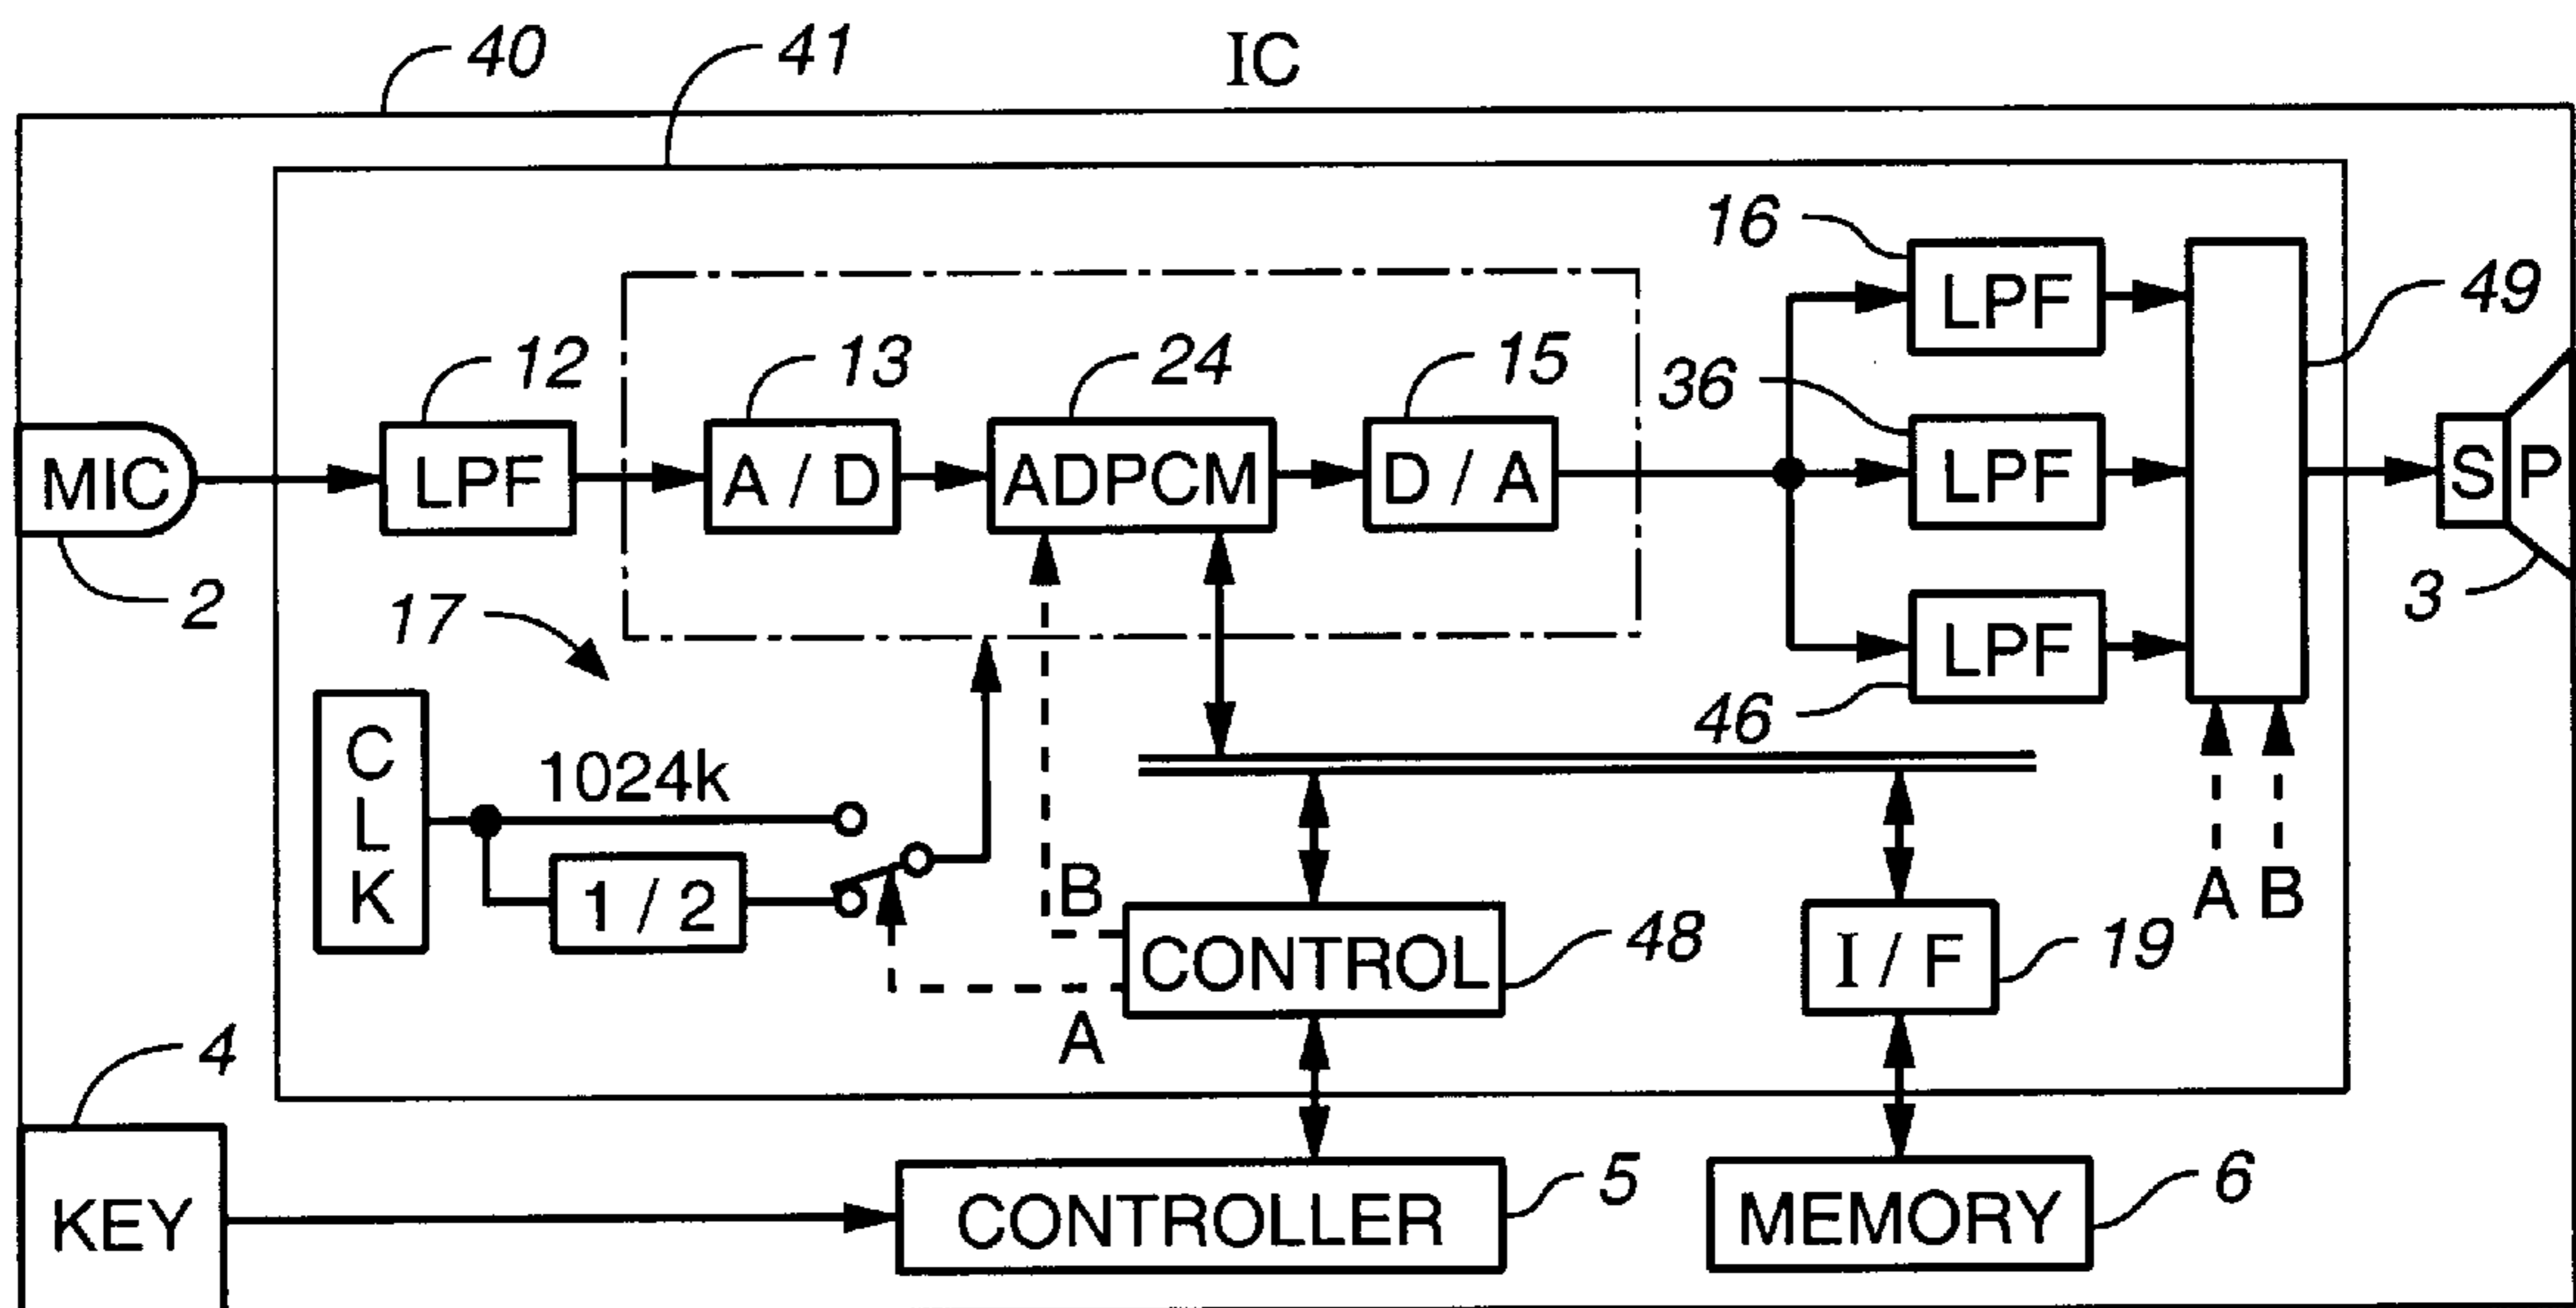 40
41
IC
16
LPF
49
12
13
24
15
36
MIC
LPF
A / D
ADPCM
D / A
LPF
S P
2
17
3
LPF
46
C
L
K
1024k
1 / 2
B
A B
CONTROL
48
I / F
19
A
4
KEY
CONTROLLER
5
MEMORY
6